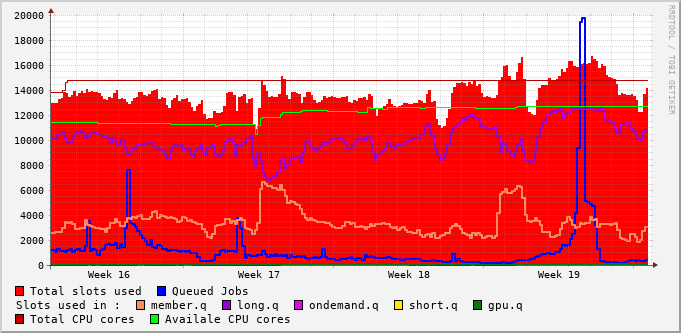 20000
18000
16000
14000
12000
10000
8000
6000
4000
2000
0
Week 16 Week 17 Week 18 Week 19
RRDTOOL / TOBI OETIKER
Total slots used Queued Jobs
Slots used in : member.q long.q ondemand.q short.q gpu.q
Total CPU cores Availale CPU cores